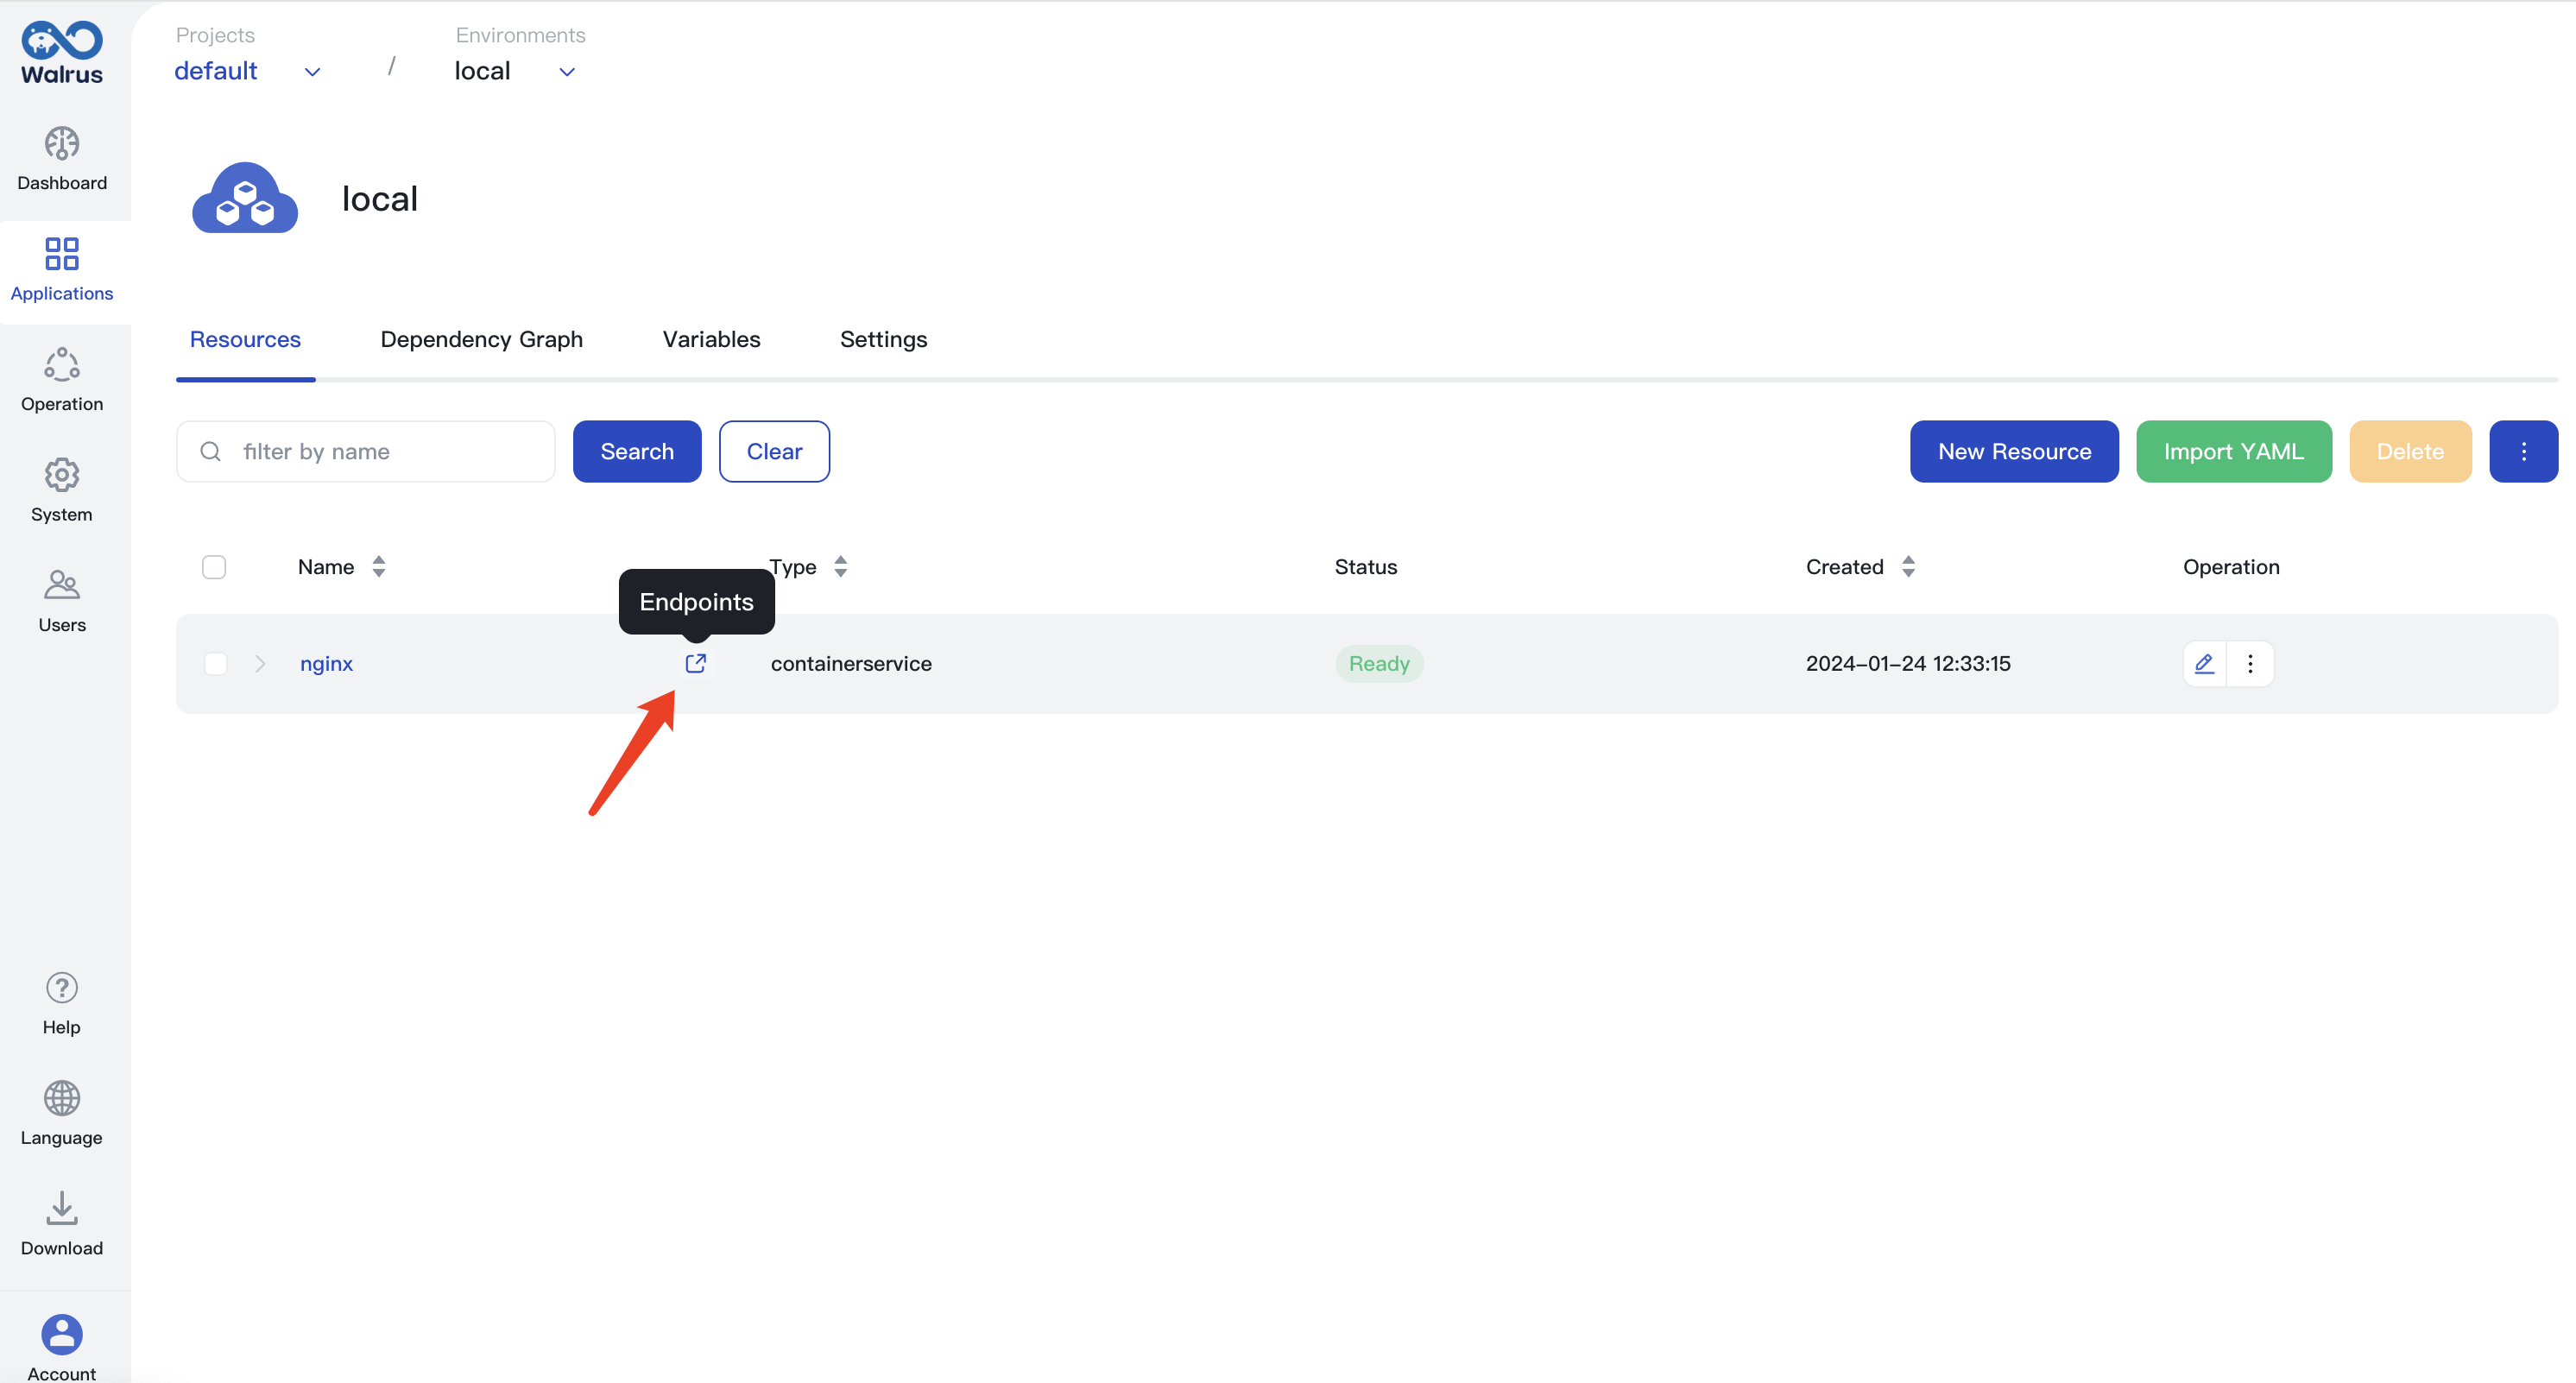 Walrus
Dashboard
Applications
Operation
System
Users
Help
Language
Download
Account
Projects
default
/
Environments
local
local
Resources
Dependency Graph
Variables
Settings
filter by name
Search
Clear
New Resource
Import YAML
Delete
Name
Type
Status
Created
Operation
Endpoints
nginx
containerservice
Ready
2024-01-24 12:33:15